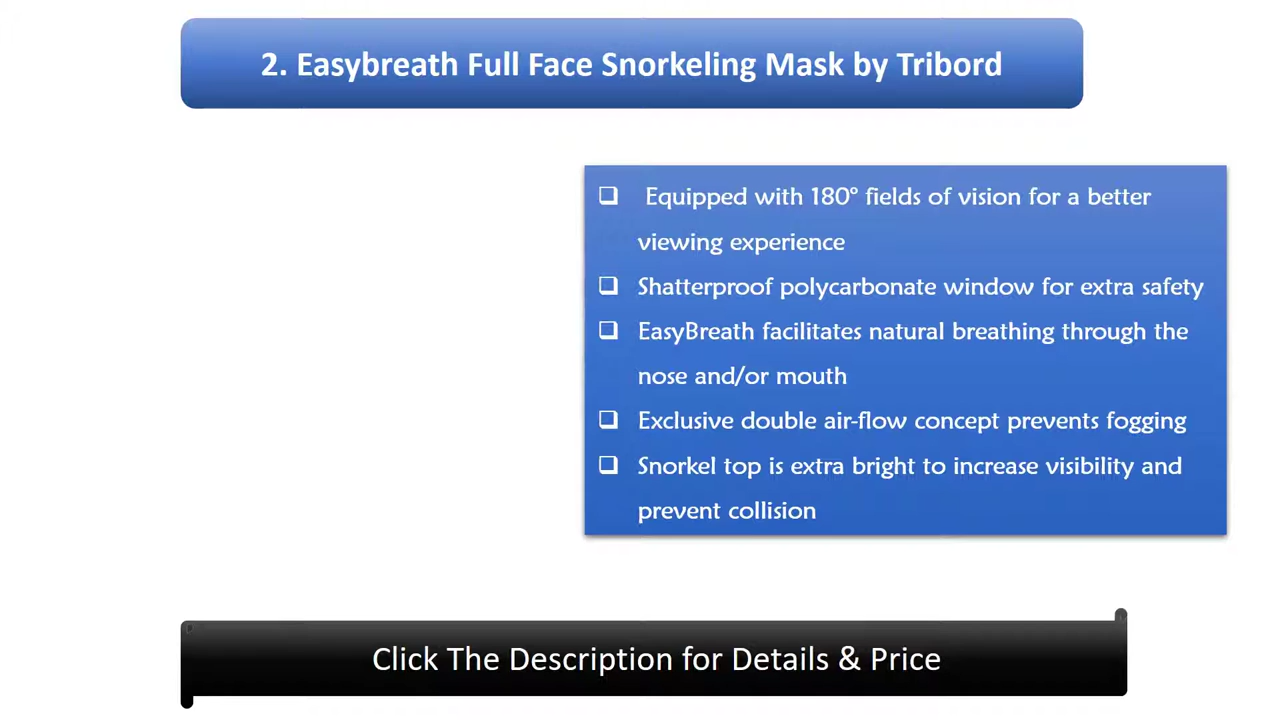 2. Easybreath Full Face Snorkeling Mask by Tribord
Equipped with 180° fields of vision for a better
viewing experience
Shatterproof polycarbonate window for extra safety
EasyBreath facilitates natural breathing through the
nose and/or mouth
Exclusive double air-flow concept prevents fogging
Snorkel top is extra bright to increase visibility and
prevent collision
Click The Description for Details & Price